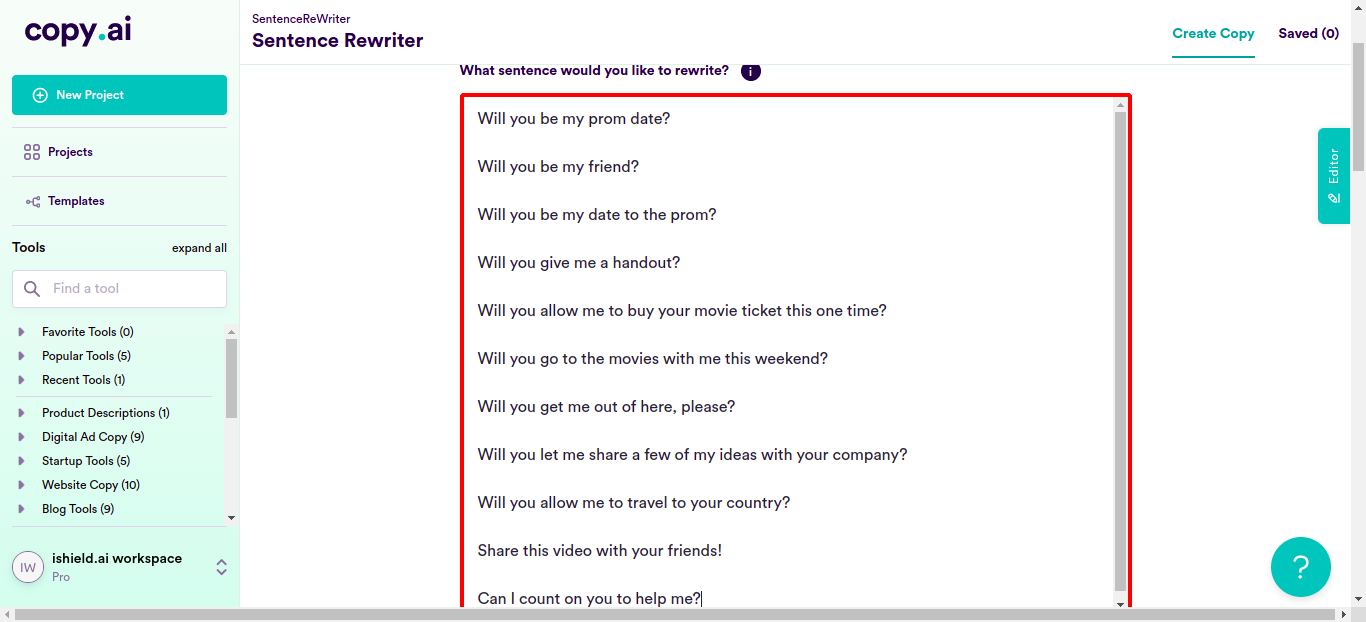 copy.ai
SentenceReWriter
Sentence Rewriter
Create Copy
Saved (0)
New Project
Projects
Templates
Tools
expand all
Find a tool
Favorite Tools (0)
Popular Tools (5)
Recent Tools (1)
Product Descriptions (1)
Digital Ad Copy (9)
Startup Tools (5)
Website Copy (10)
Blog Tools (9)
IW
ishield.ai workspace
Pro
What sentence would you like to rewrite? i
Will you be my prom date?
Will you be my friend?
Will you be my date to the prom?
Will you give me a handout?
Will you allow me to buy your movie ticket this one time?
Will you go to the movies with me this weekend?
Will you get me out of here, please?
Will you let me share a few of my ideas with your company?
Will you allow me to travel to your country?
Share this video with your friends!
Can I count on you to help me?
Editor
?